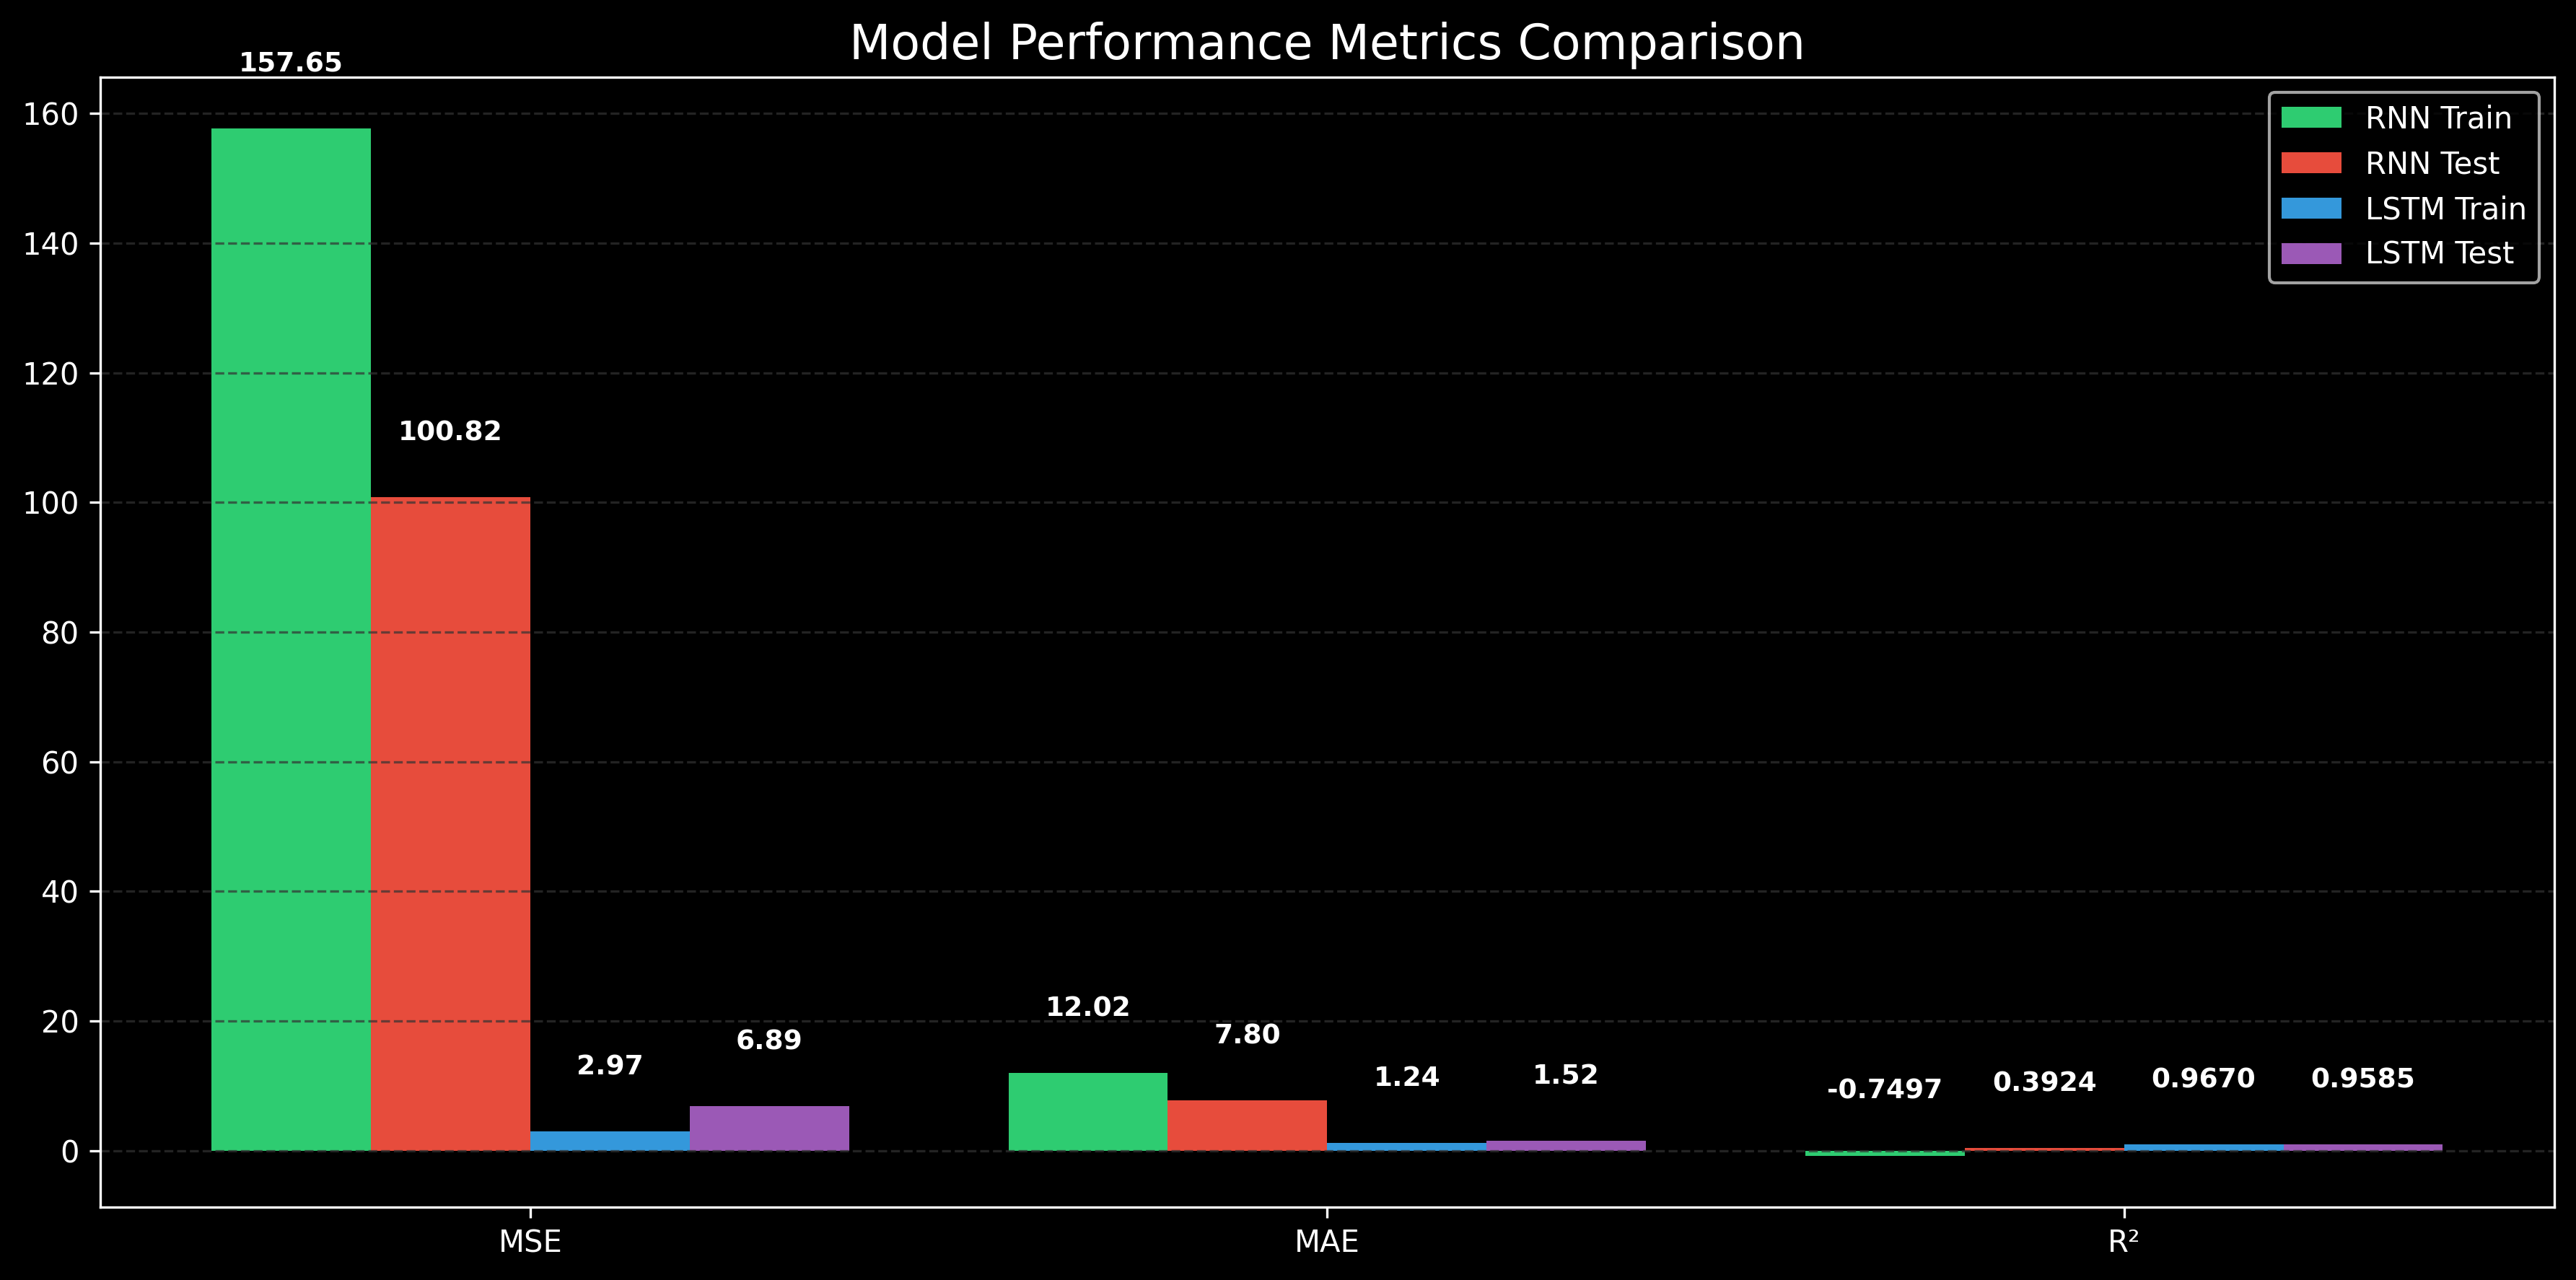 Model Performance Metrics Comparison
157.65
160
140
120
100
80
60
40
20
0
100.82
2.97
6.89
12.02
7.80
1.24
1.52
-0.7497
0.3924
0.9670
0.9585
RNN Train
RNN Test
LSTM Train
LSTM Test
MSE
MAE
R²